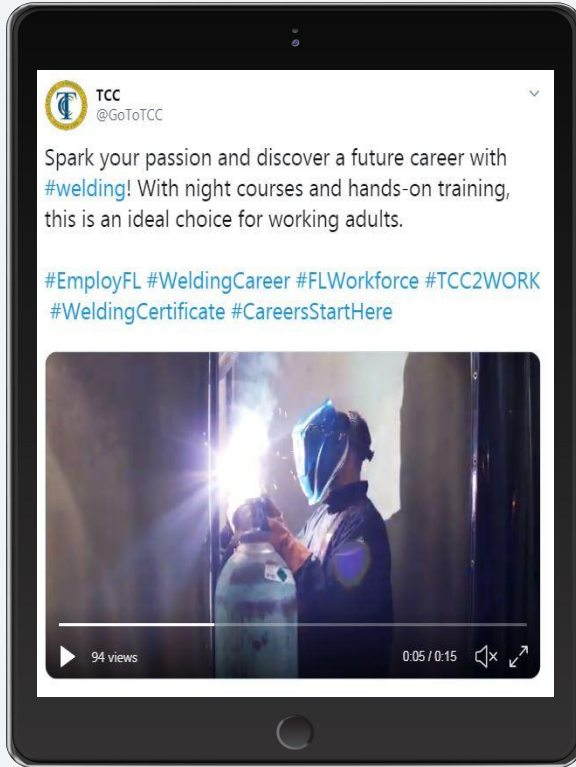 TCC
@GoToTCC
Spark your passion and discover a future career with
#welding! With night courses and hands-on training,
this is an ideal choice for working adults.
#EmployFL #WeldingCareer #FLWorkforce #TCC2WORK
#WeldingCertificate #CareersStartHere
94 views
0:05 / 0:15